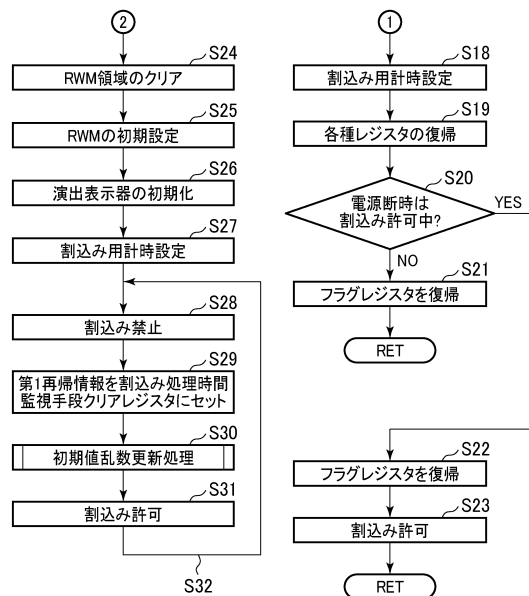 ②
S24
RWM領域のクリア
S25
RWMの初期設定
S26
演出表示器の初期化
S27
割込み用計時設定
S28
割込み禁止
S29
第1再帰情報を割込み処理時間
監視手段クリアレジスタにセット
S30
初期値乱数更新処理
S31
割込み許可
S32
①
S18
割込み用計時設定
S19
各種レジスタの復帰
S20
電源断時は
割込み許可中?
YES
NO
S21
フラグレジスタを復帰
RET
S22
フラグレジスタを復帰
S23
割込み許可
RET